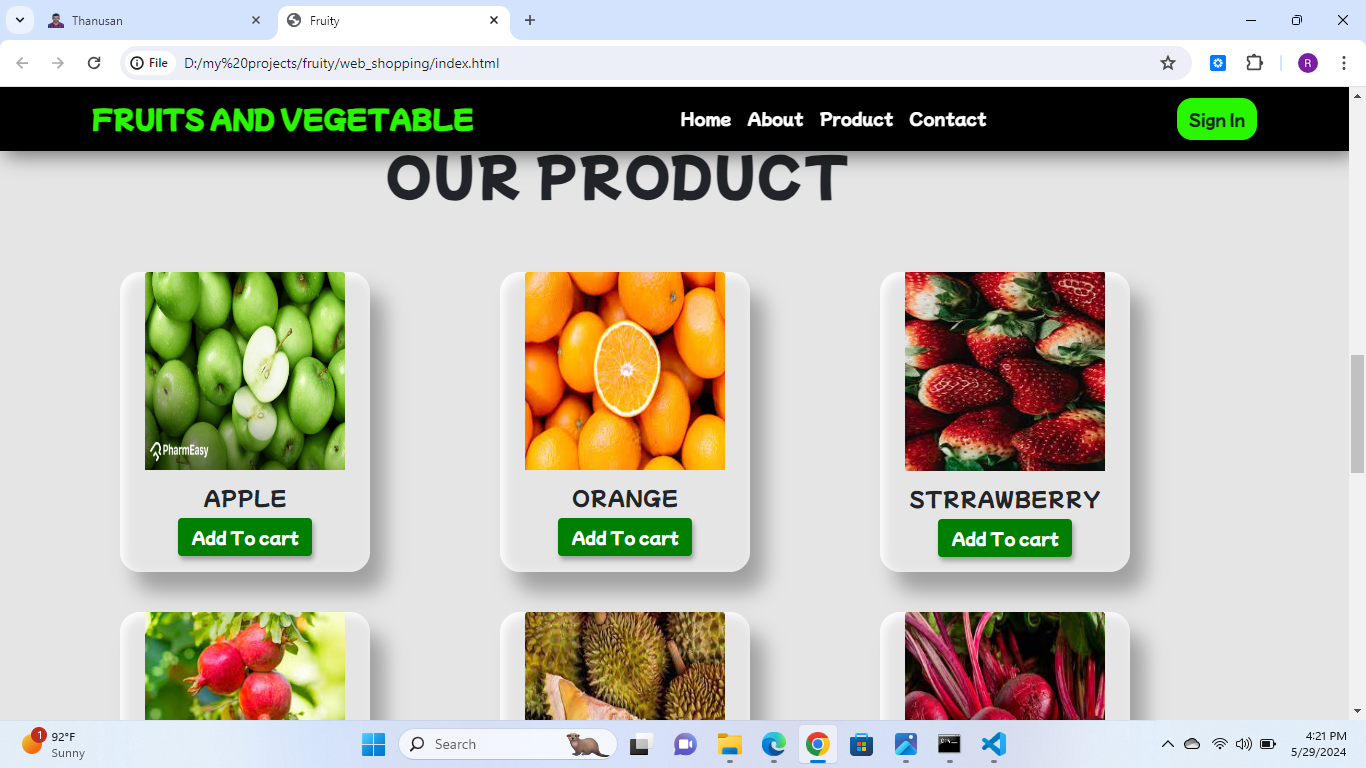 Thanusan
Fruity
File
D:/my%20projects/fruity/web_shopping/index.html
R
FRUITS AND VEGETABLE
Home
About
Product
Contact
Sign In
OUR PRODUCT
PharmEasy
APPLE
Add To cart
ORANGE
Add To cart
STRRAWBERRY
Add To cart
1
92°F
Sunny
Search
4:21 PM
5/29/2024